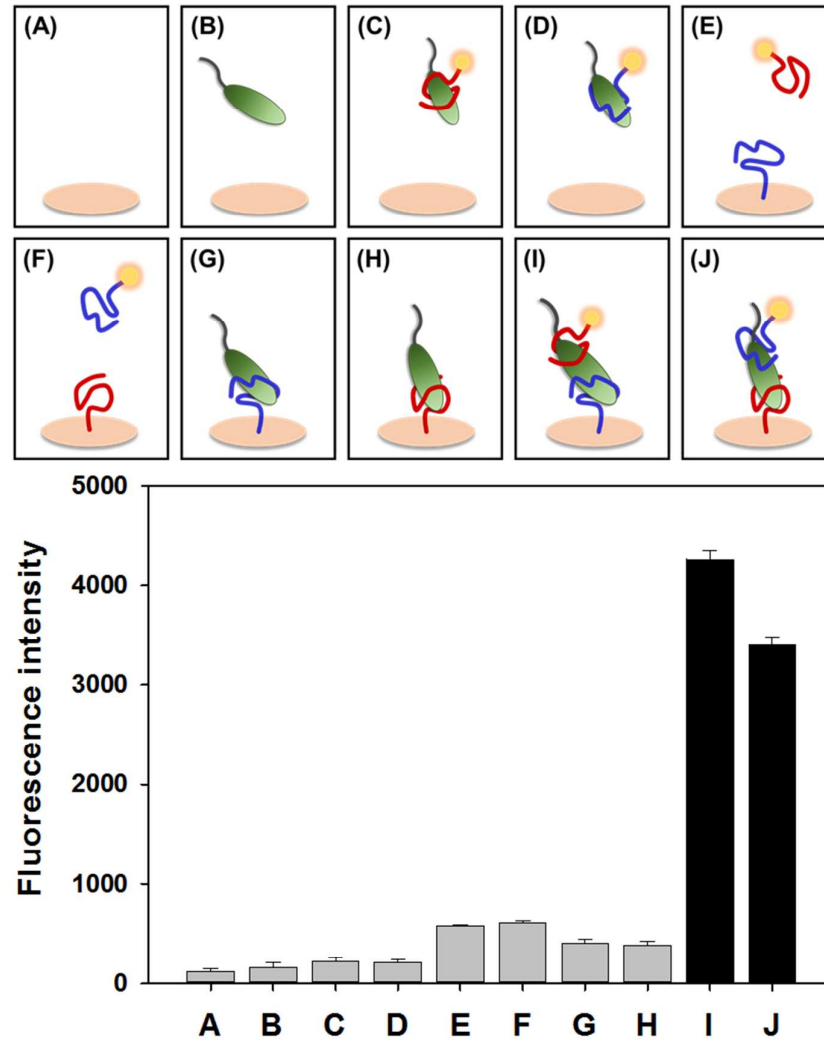 (A)
(B)
(C)
(D)
(E)
(F)
(G)
(H)
(I)
(J)
5000
4000
3000
2000
1000
0
Fluorescence intensity
A B C D E F G H I J